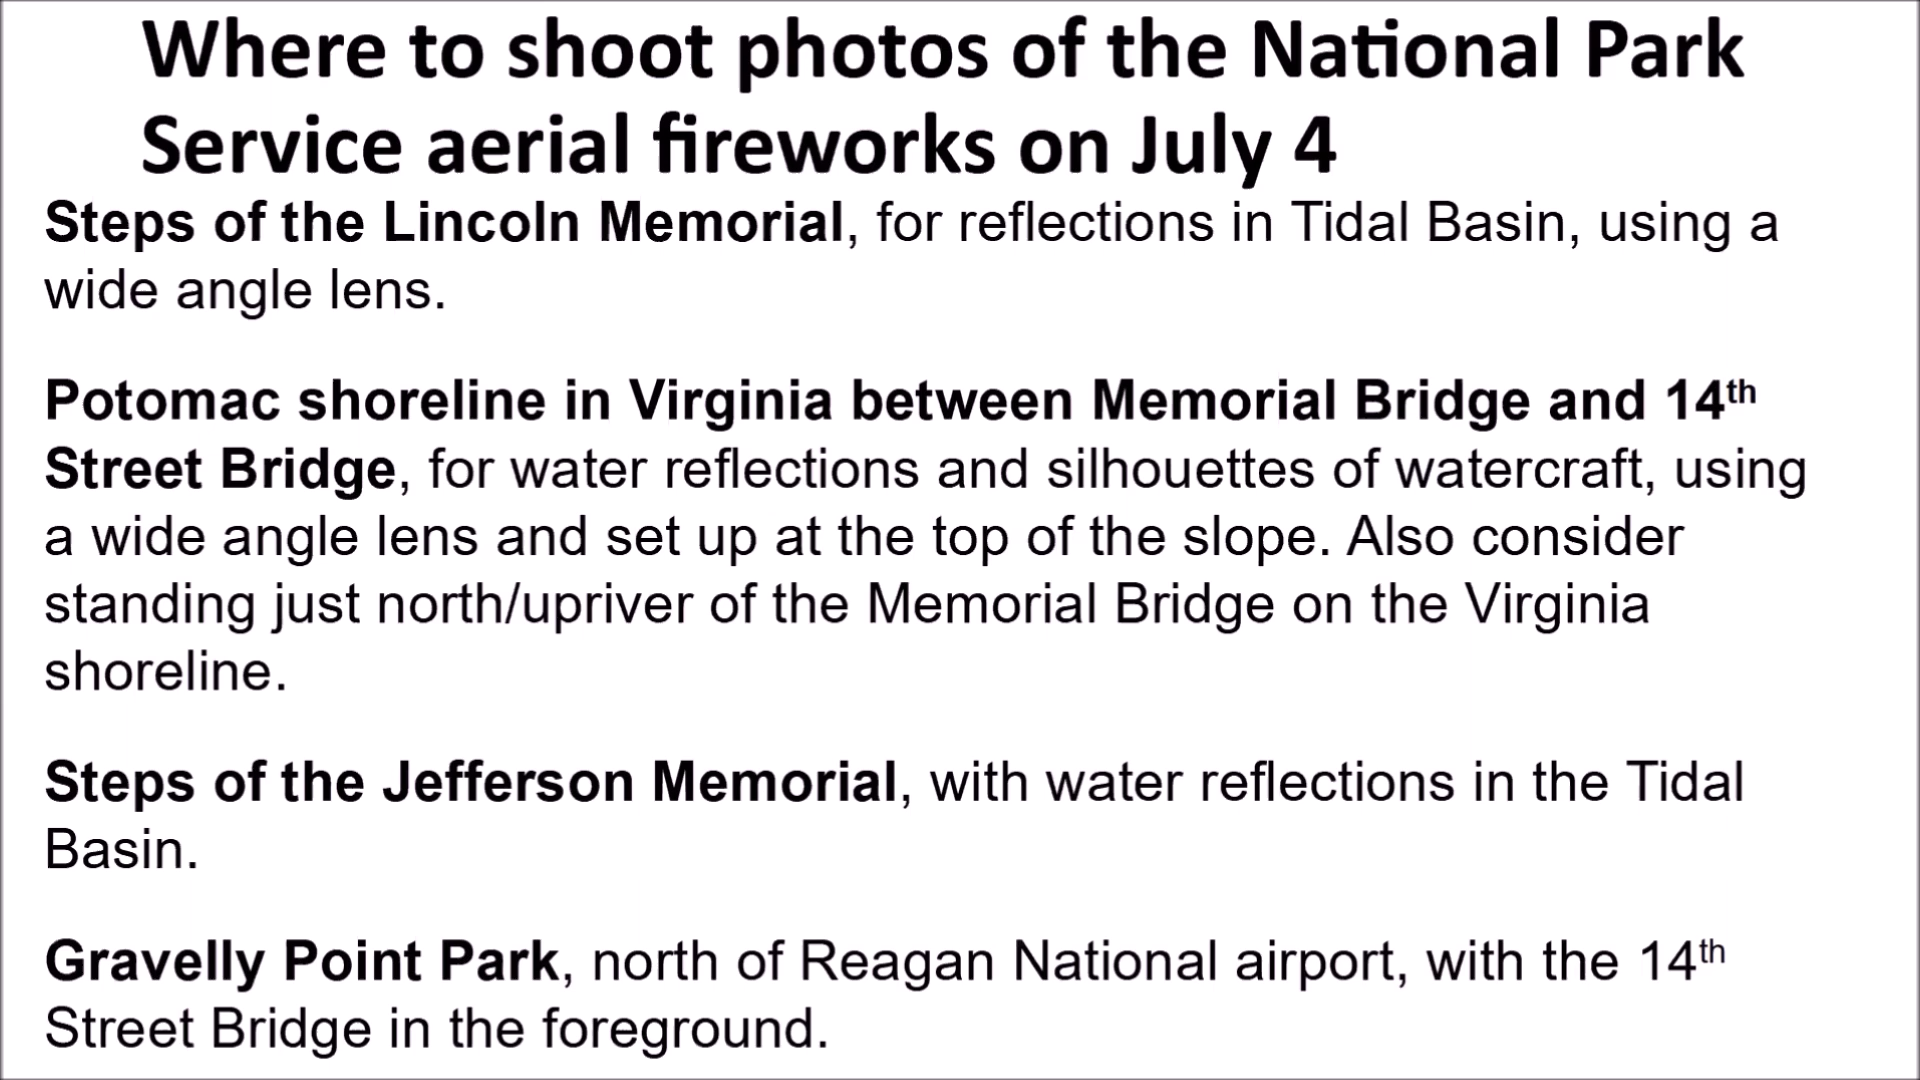 Where to shoot photos of the National Park
Service aerial fireworks on July 4
Steps of the Lincoln Memorial, for reflections in Tidal Basin, using a
wide angle lens.
Potomac shoreline in Virginia between Memorial Bridge and 14th
Street Bridge, for water reflections and silhouettes of watercraft, using
a wide angle lens and set up at the top of the slope. Also consider
standing just north/upriver of the Memorial Bridge on the Virginia
shoreline.
Steps of the Jefferson Memorial, with water reflections in the Tidal
Basin.
Gravelly Point Park, north of Reagan National airport, with the 14th
Street Bridge in the foreground.